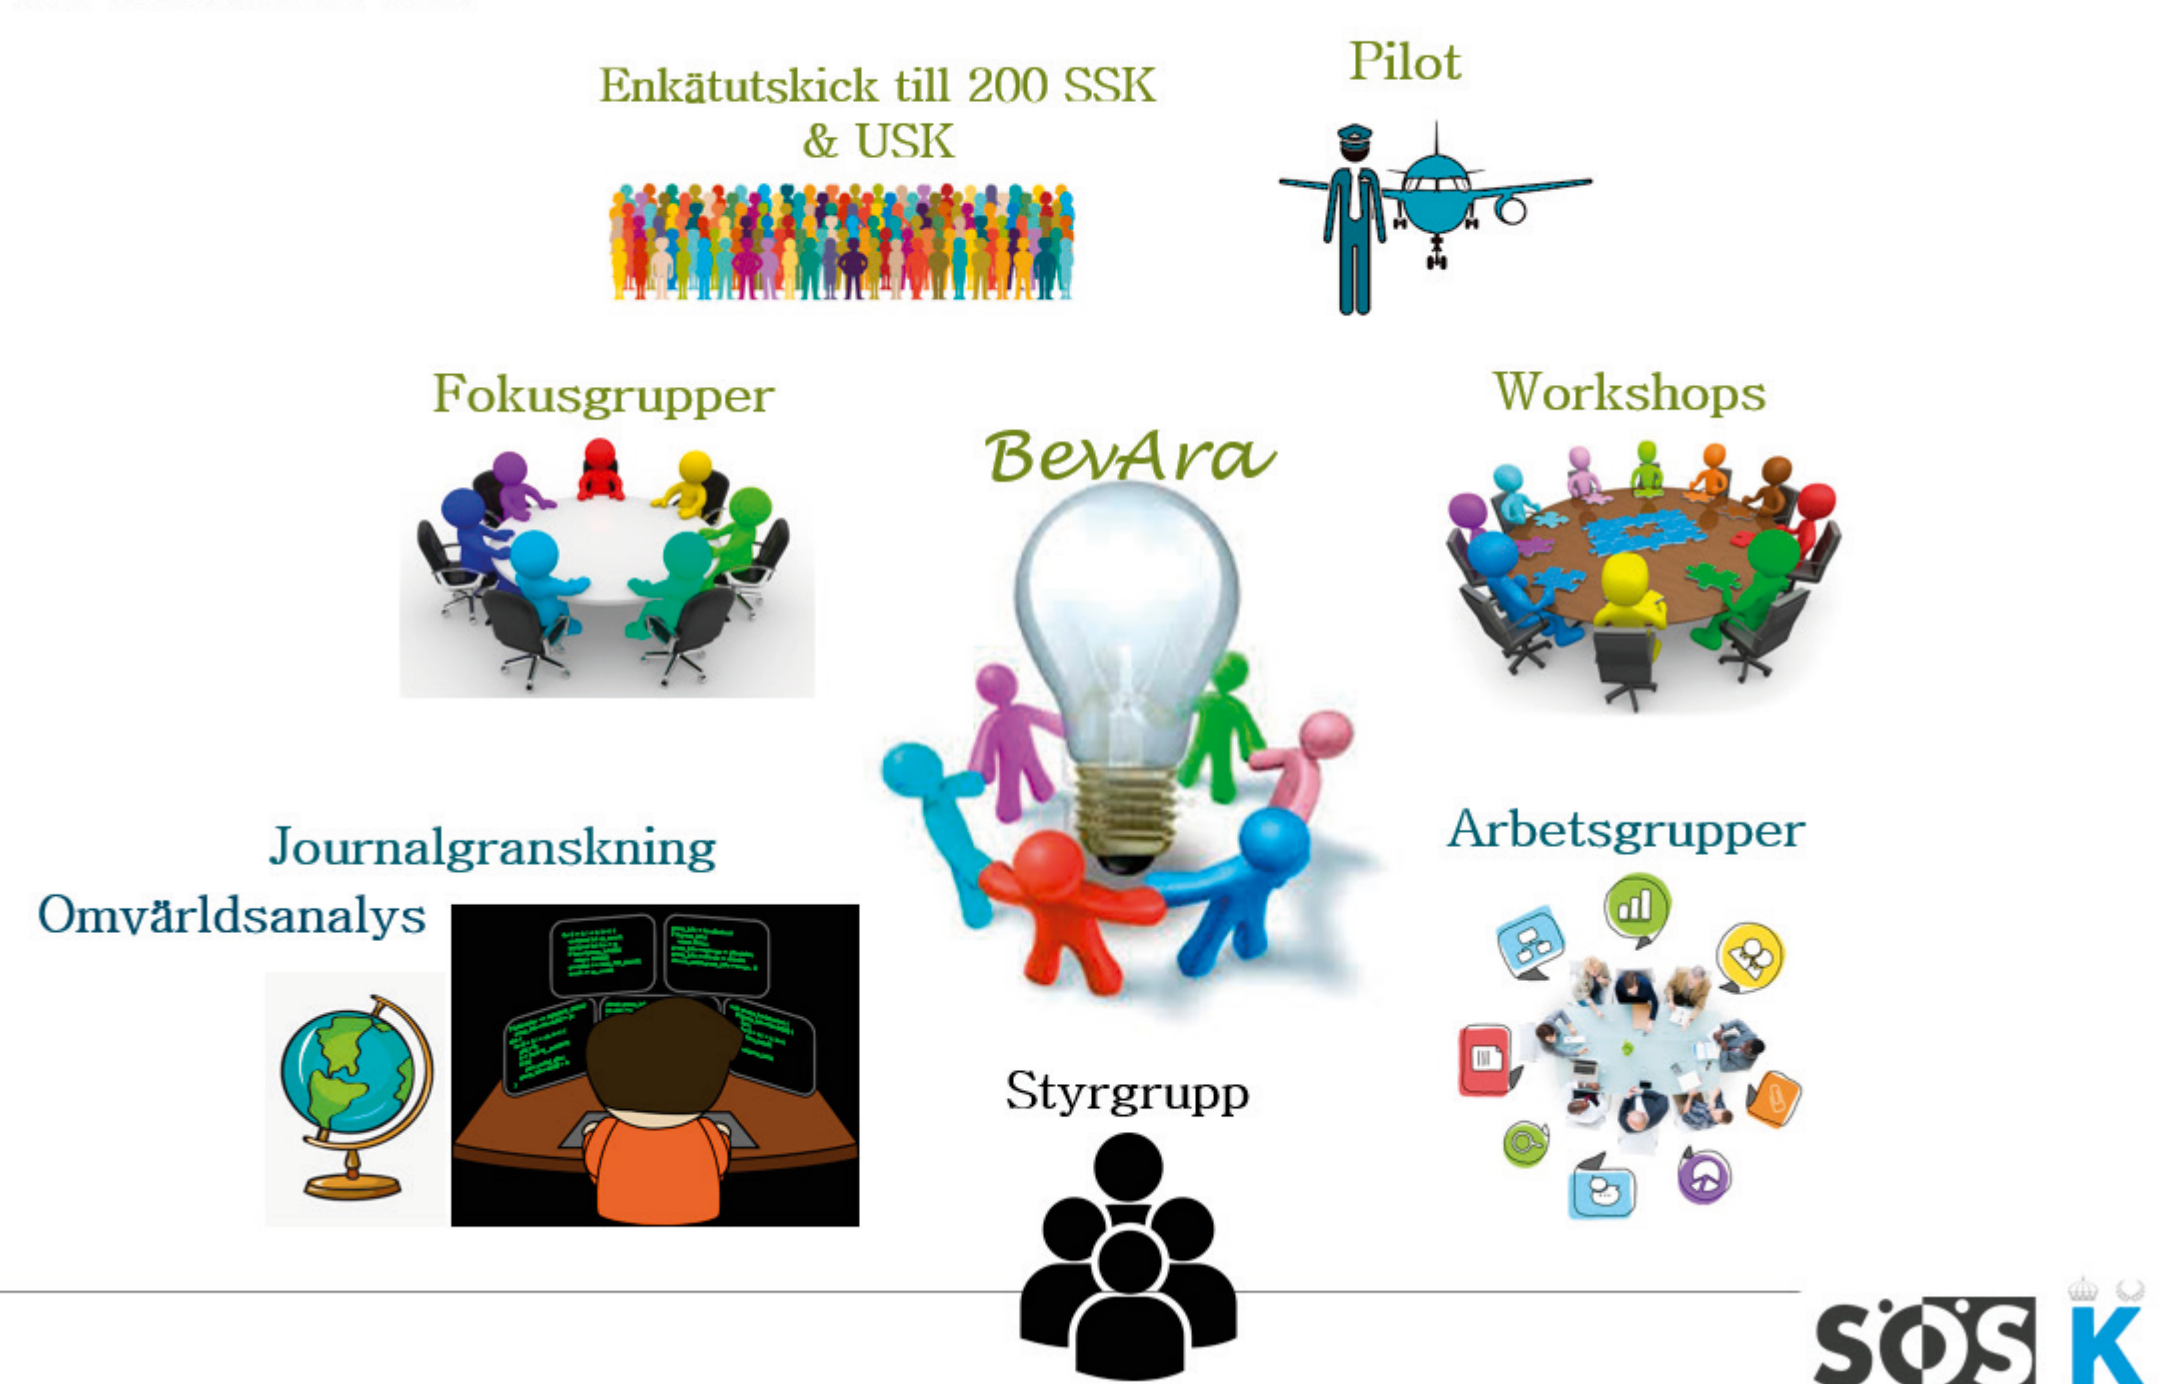 Enkätutskick till 200 SSK
& USK
Pilot
Fokusgrupper
Workshops
BevAra
Journalgranskning
Omvärldsanalys
Arbetsgrupper
Styrgrupp
SÖS K